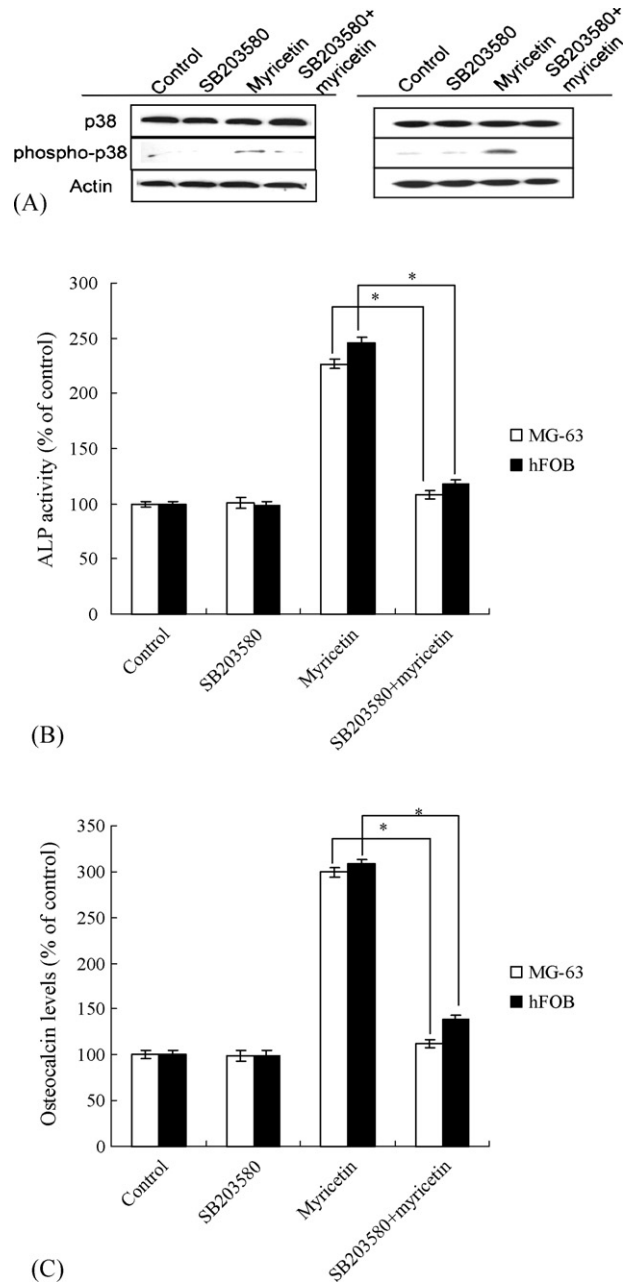 Control SB203580 Myricetin SB203580+ myricetin
Control SB203580 Myricetin SB203580+ myricetin
p38
phospho-p38
Actin
(A)
300
250
200
150
100
50
0
ALP activity (% of control)
* *
MG-63
hFOB
Control
SB203580
Myricetin
SB203580+myricetin
(B)
350
300
250
200
150
100
50
0
Osteocalcin levels (% of control)
* *
MG-63
hFOB
Control
SB203580
Myricetin
SB203580+myricetin
(C)